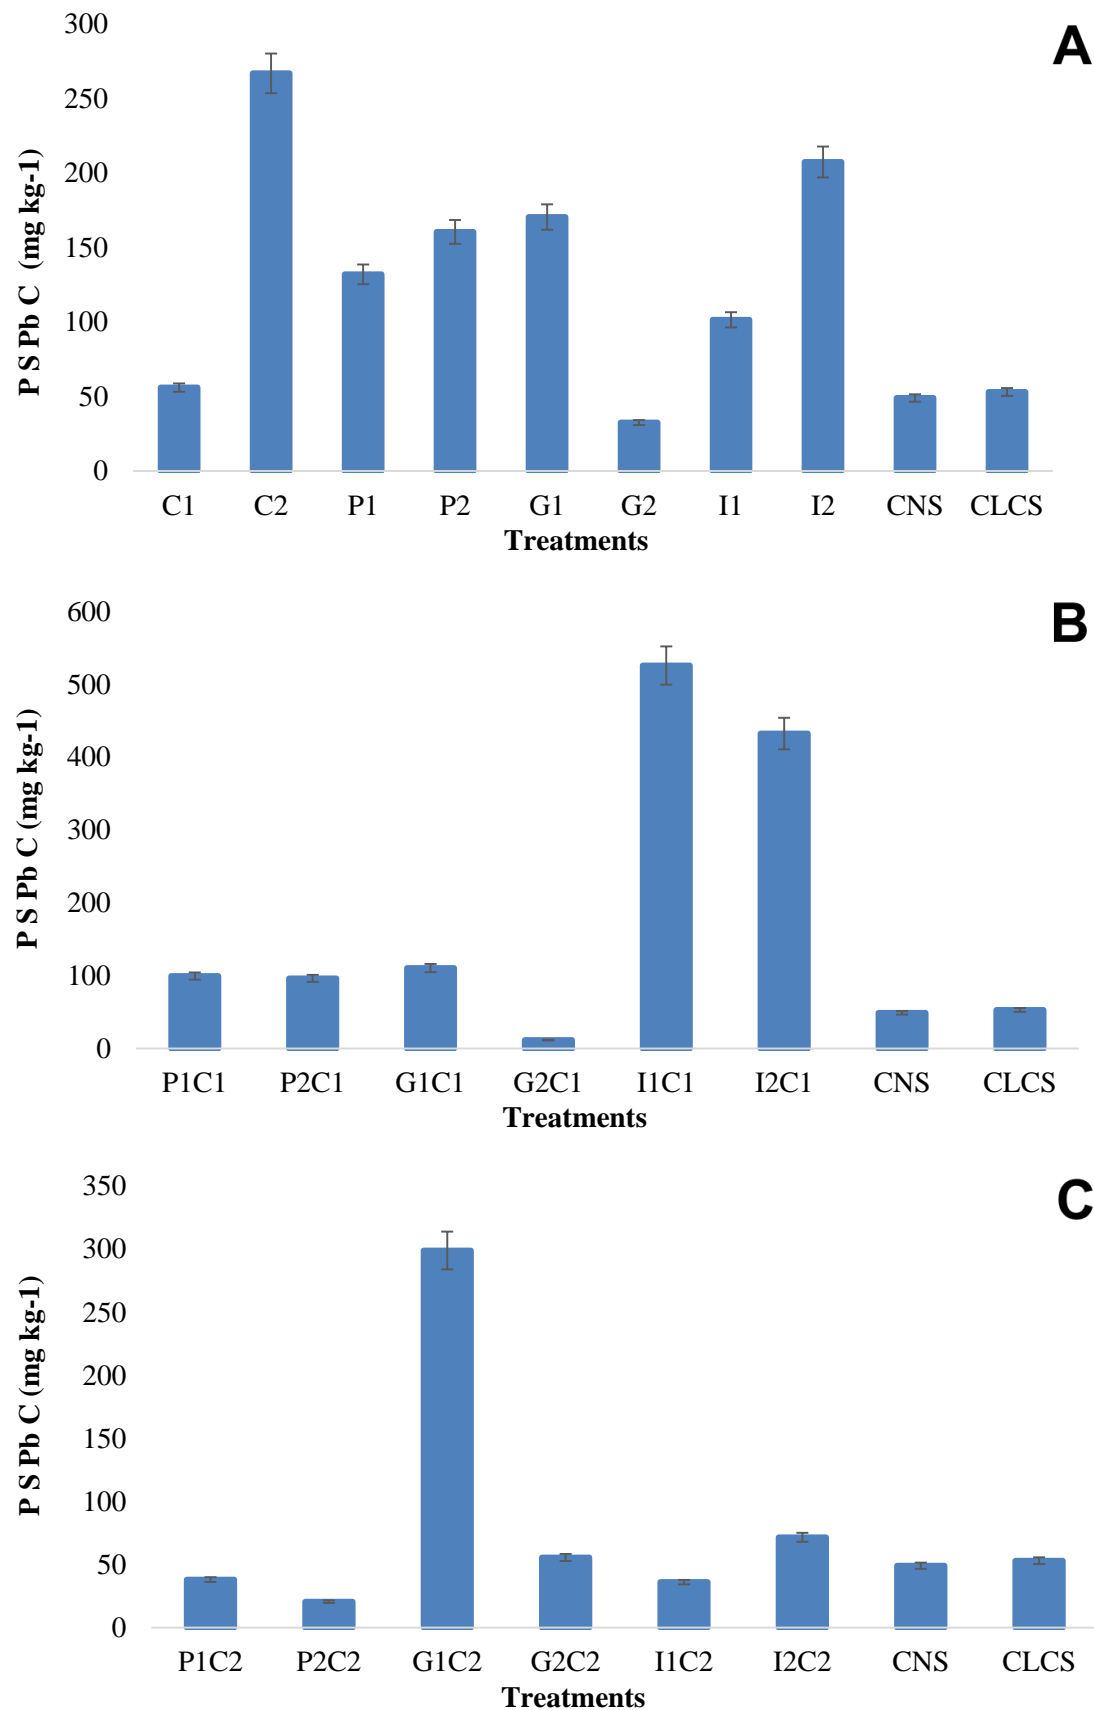 A
300
250
200
150
100
50
0
P S Pb C (mg kg-1)
C1 C2 P1 P2 G1 G2 I1 I2 CNS CLCS
Treatments
B
600
500
400
300
200
100
0
P S Pb C (mg kg-1)
P1C1 P2C1 G1C1 G2C1 I1C1 I2C1 CNS CLCS
Treatments
C
350
300
250
200
150
100
50
0
P S Pb C (mg kg-1)
P1C2 P2C2 G1C2 G2C2 I1C2 I2C2 CNS CLCS
Treatments